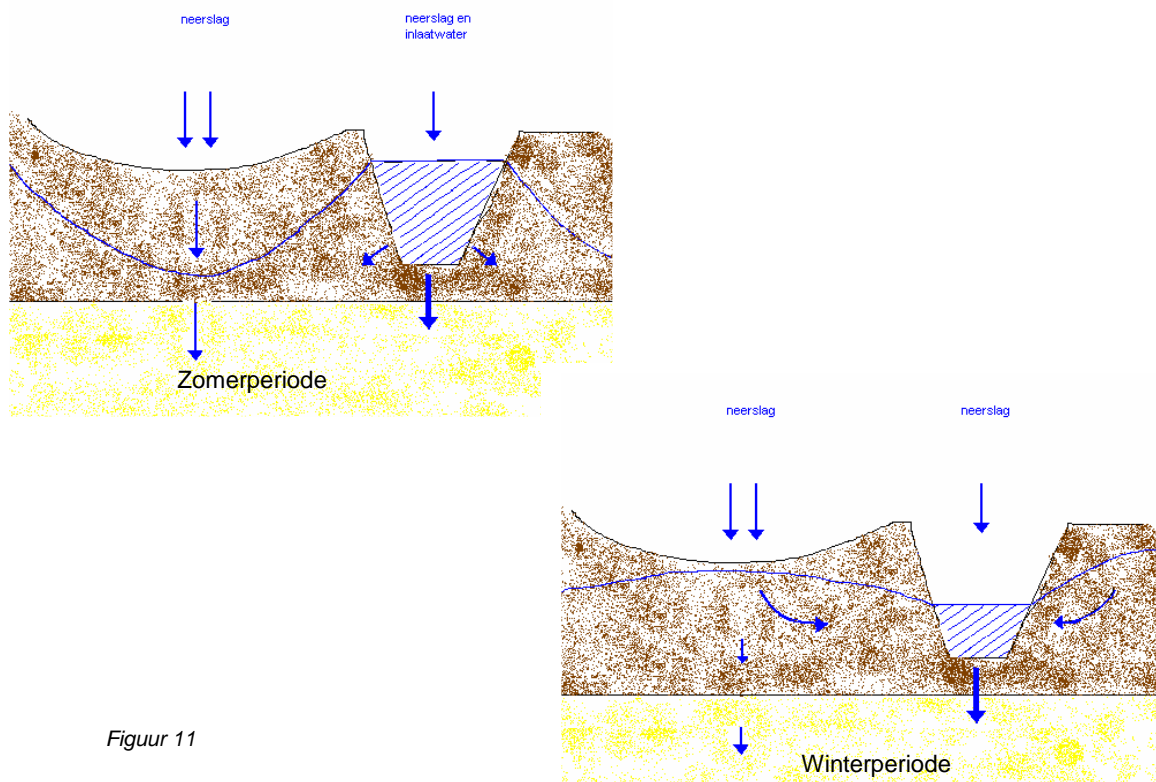 neerslag
neerslag en
inlaatwater
Zomerperiode
neerslag
neerslag
Figuur 11
Winterperiode